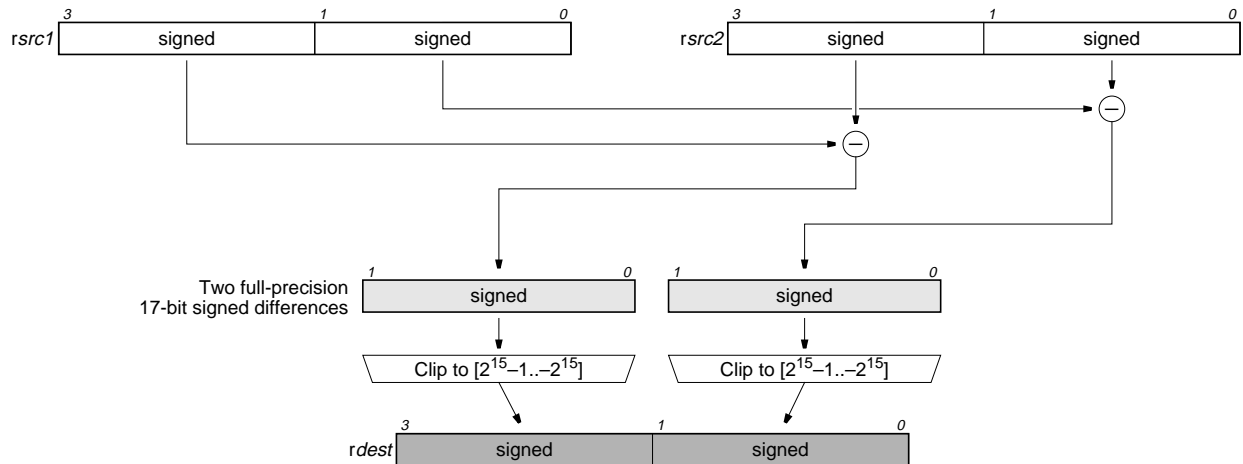 3 1 0 3 1 0
rsrc1 signed signed rsrc2 signed signed
−
−
1 0 1 0
Two full-precision
17-bit signed differences signed signed
Clip to [2¹⁵–1..–2¹⁵] Clip to [2¹⁵–1..–2¹⁵]
3 1 0
rdest signed signed